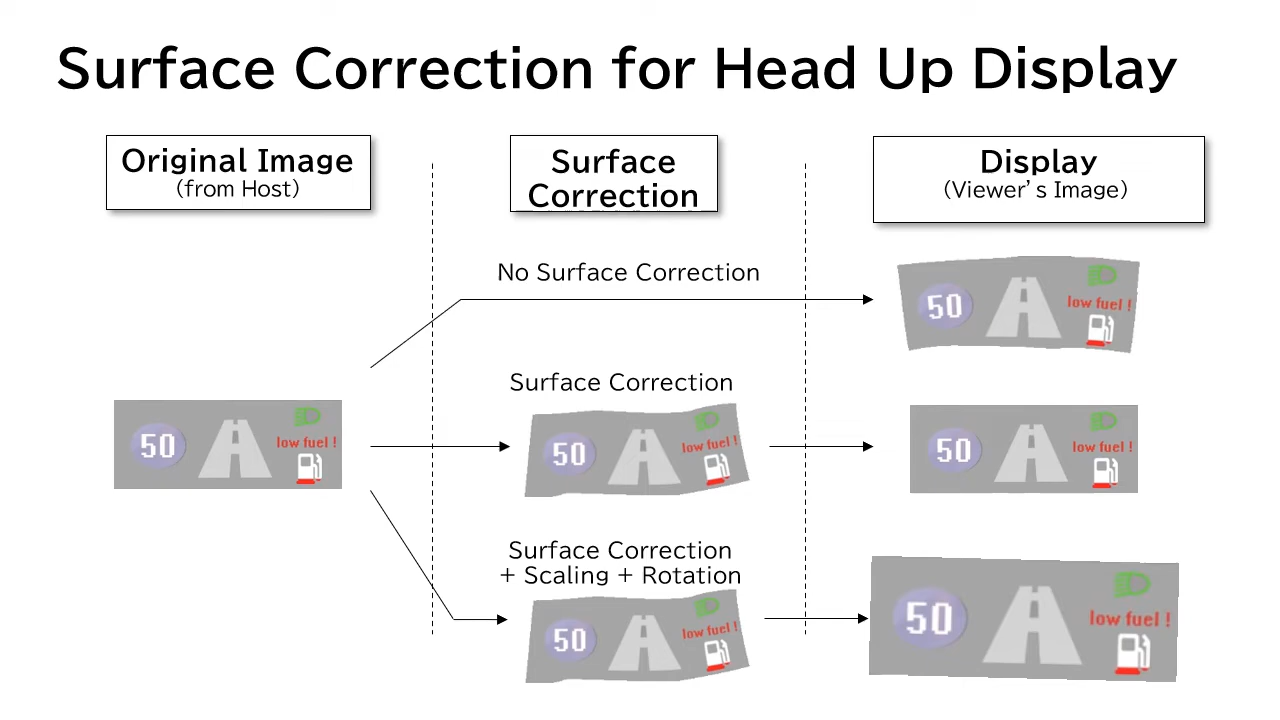 Surface Correction for Head Up Display
Original Image
(from Host)
Surface
Correction
Display
(Viewer's Image)
No Surface Correction
50
low fuel !
Surface Correction
50
low fuel !
50
low fuel !
50
low fuel !
Surface Correction
+ Scaling + Rotation
50
low fuel !
50
low fuel !